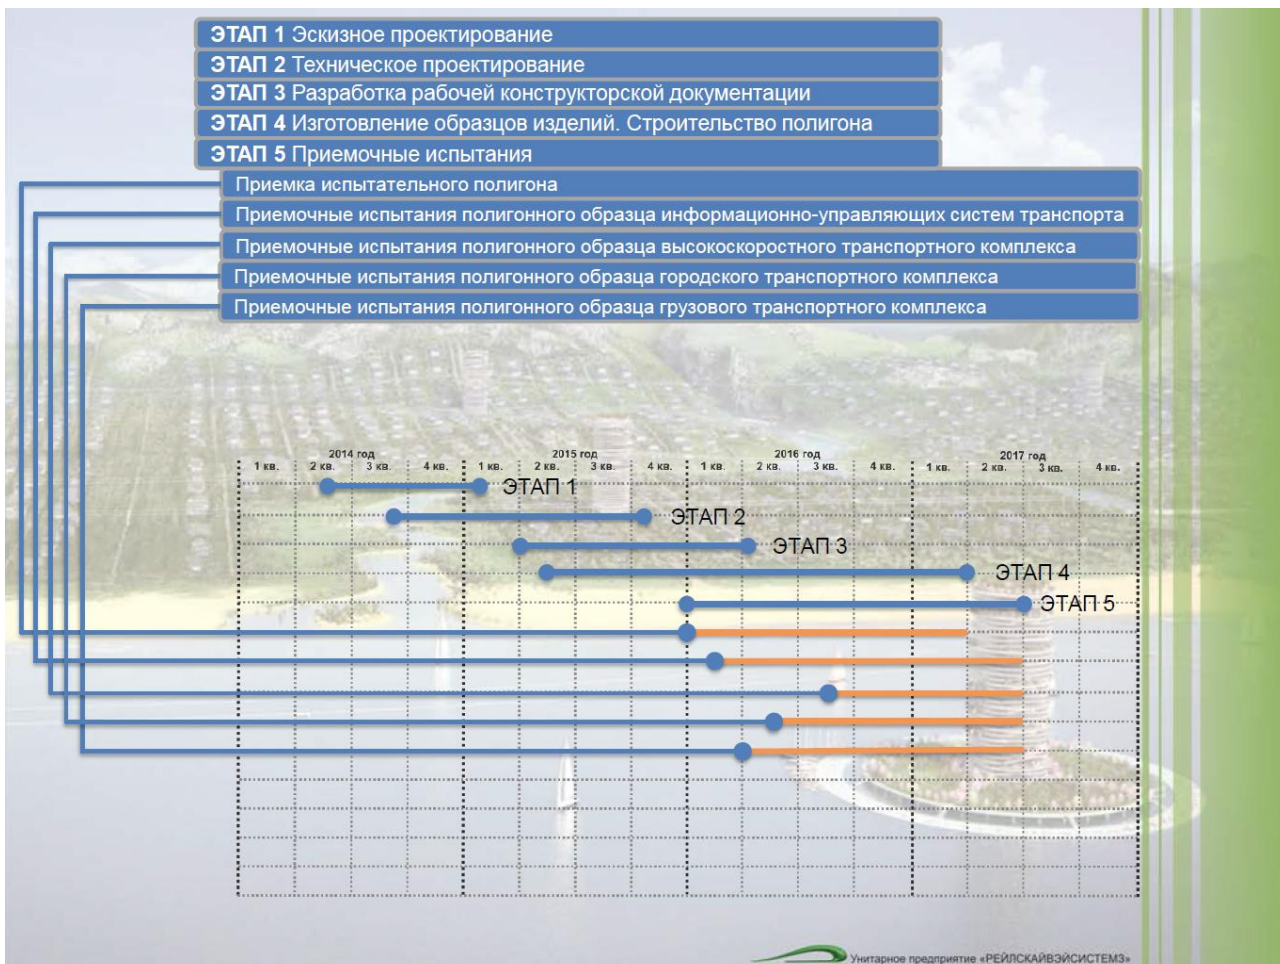 ЭТАП 1 Эскизное проектирование
ЭТАП 2 Техническое проектирование
ЭТАП 3 Разработка рабочей конструкторской документации
ЭТАП 4 Изготовление образцов изделий. Строительство полигона
ЭТАП 5 Приемочные испытания
Приемка испытательного полигона
Приемочные испытания полигонного образца информационно-управляющих систем транспорта
Приемочные испытания полигонного образца высокоскоростного транспортного комплекса
Приемочные испытания полигонного образца городского транспортного комплекса
Приемочные испытания полигонного образца грузового транспортного комплекса
2014 год 2015 год 2016 год 2017 год
1 кв. 2 кв. 3 кв. 4 кв. 1 кв. 2 кв. 3 кв. 4 кв. 1 кв. 2 кв. 3 кв. 4 кв. 1 кв. 2 кв. 3 кв. 4 кв.
ЭТАП 1
ЭТАП 2
ЭТАП 3
ЭТАП 4
ЭТАП 5
Унитарное предприятие «РЕЙЛСКАЙВЭЙСИСТЕМЗ»